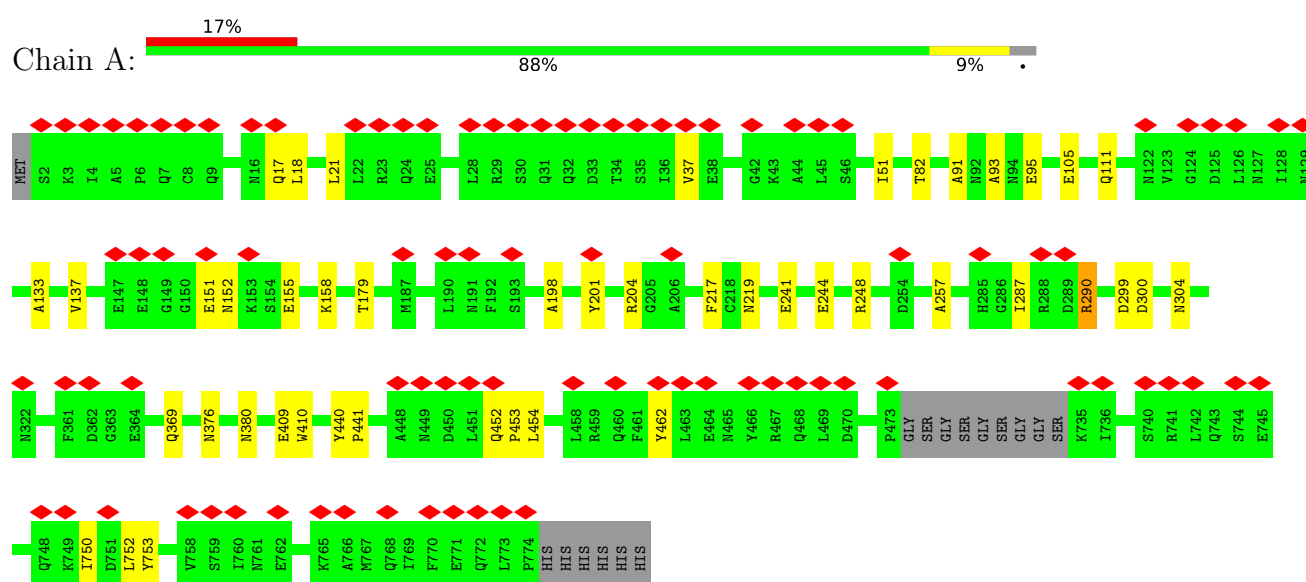 17%
Chain A:
88% 9% •
MET S2 K3 I4 A5 P6 Q7 C8 Q9 N16 Q17 L18 L21 L22 R23 Q24 E25 L28 R29 S30 Q31 Q32 D33 T34 S35 I36 V37 E38 G42 K43 A44 L45 S46 I51 T82 A91 N92 A93 N94 E95 E105 Q111 N122 V123 G124 D125 L126 N127 I128 N129
A133 V137 E147 E148 G149 G150 E151 N152 K153 S154 E155 K158 T179 M187 L190 N191 F192 S193 A198 Y201 R204 G205 A206 F217 C218 N219 E241 E244 R248 D254 A257 H285 G286 I287 R288 D289 R290 D299 D300 N304
N322 F361 D362 G363 E364 Q369 N376 N380 E409 W410 Y440 P441 A448 N449 D450 L451 Q452 P453 L454 L458 R459 Q460 F461 Y462 L463 E464 N465 Y466 R467 Q468 L469 D470 P473 GLY SER GLY SER GLY SER GLY GLY SER K735 I736 S740 R741 L742 Q743 S744 E745
Q748 K749 I750 D751 L752 Y753 V758 S759 I760 N761 E762 K765 A766 M767 Q768 I769 F770 E771 Q772 L773 P774 HIS HIS HIS HIS HIS